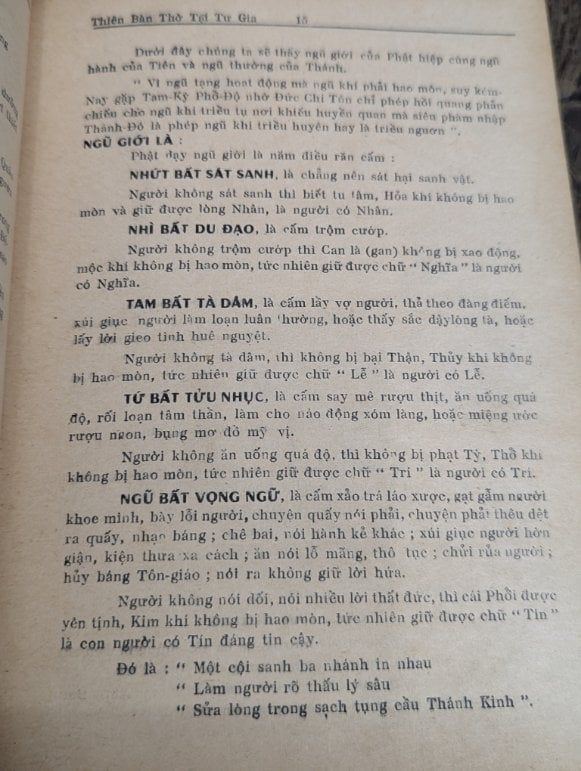 Thiên Bàn Thờ Tại Tư Gia 15
Dưới đây chúng ta sẽ thấy ngũ giới của Phật hiệp cùng ngũ
hành của Tiên và ngũ thường của Thánh.
“ Vì ngũ tạng hoạt động mà ngũ khí phải hao mòn, suy kém.
Nay gặp Tam-Kỳ Phổ-Độ nhờ Đức Chí Tôn chỉ phép hồi quang phản
chiếu cho ngũ khí triều tụ nơi khiếu huyền quan mà siêu phàm nhập
Thánh-Đó là phép ngũ khí triều huyên hay là triều ngươn ”.
NGŨ GIỚI LÀ :
Phật dạy ngũ giới là năm điều răn cấm :
NHỨT BẤT SÁT SANH, là chẳng nên sát hại sanh vật.
Người không sát sanh thì biết tu tâm, Hỏa khí không bị hao
mòn và giữ được lòng Nhân, là người có Nhân.
NHÌ BẤT DU ĐẠO, là cấm trộm cướp.
Người không trộm cướp thì Can là (gan) không bị xao động,
mộc khí không bị hao mòn, tức nhiên giữ được chữ “ Nghĩa ” là người
có Nghĩa.
TAM BẤT TÀ DÂM, là cấm lấy vợ người, thả theo đàng điếm,
xúi giục người làm loạn luân thường, hoặc thấy sắc dậylòng tà, hoặc
lấy lời gieo tình huê nguyệt.
Người không tà dâm, thì không bị bại Thận, Thủy khí không
bị hao mòn, tức nhiên giữ được chữ “ Lễ ” là người có Lễ.
TỨ BẤT TỬU NHỤC, là cấm say mê rượu thịt, ăn uống quá
độ, rối loạn tâm thần, làm cho náo động xóm làng, hoặc miệng ước
rượu ngon, bụng mơ đồ mỹ vị.
Người không ăn uống quá độ, thì không bị phạt Tỳ, Thổ khí
không bị hao mòn, tức nhiên giữ được chữ “ Trí ” là người có Trí.
NGŨ BẤT VỌNG NGỮ, là cấm xảo trá láo xược, gạt gẫm người
khoe mình, bày lỗi người, chuyện quấy nói phải, chuyện phải thêu dệt
ra quấy, nhạo báng ; chê bai, nói hành kẻ khác ; xúi giục người hờn
giận, kiện thưa xa cách ; ăn nói lỗ mãng, thô tục ; chửi rủa người ;
hủy báng Tôn-giáo ; nói ra không giữ lời hứa.
Người không nói dối, nói nhiều lời thất đức, thì cái Phổi được
yên tịnh, Kim khí không bị hao mòn, tức nhiên giữ được chữ “ Tín ”
là con người có Tín đáng tin cậy.
Đó là : “ Một cội sanh ba nhánh in nhau
“ Làm người rõ thấu lý sâu
“ Sửa lòng trong sạch tụng cầu Thánh Kinh ”.